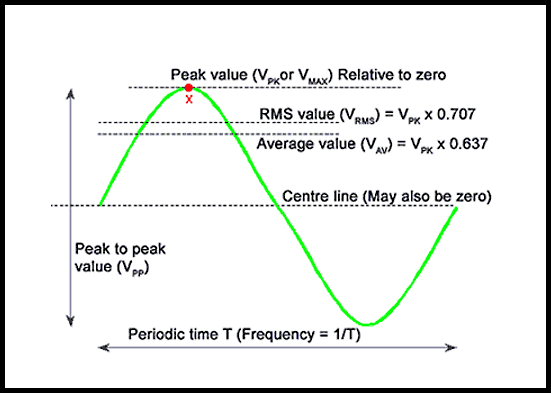 Peak value (VPK or VMAX) Relative to zero
X
RMS value (VRMS) = VPK x 0.707
Average value (VAV) = VPK x 0.637
Centre line (May also be zero)
Peak to peak
value (VPP)
Periodic time T (Frequency = 1/T)